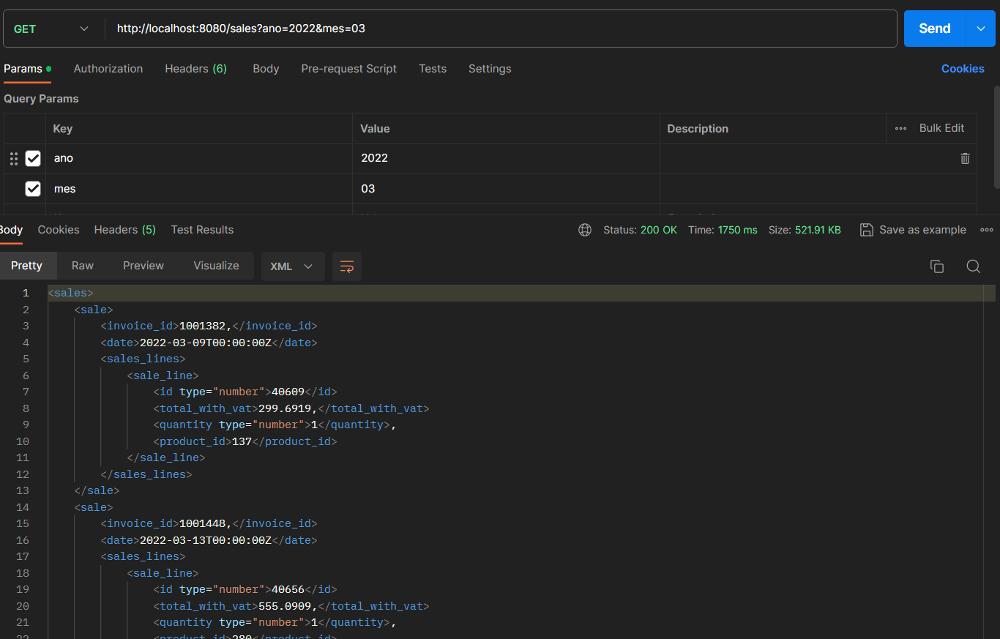 GET http://localhost:8080/sales?ano=2022&mes=03 Send
Params Authorization Headers (6) Body Pre-request Script Tests Settings Cookies
Query Params
Key Value Description Bulk Edit
ano 2022
mes 03
Body Cookies Headers (5) Test Results Status: 200 OK Time: 1750 ms Size: 521.91 KB Save as example
Pretty Raw Preview Visualize XML
1 <sales>
2 <sale>
3 <invoice_id>1001382,</invoice_id>
4 <date>2022-03-09T00:00:00Z</date>
5 <sales_lines>
6 <sale_line>
7 <id type="number">40609</id>
8 <total_with_vat>299.6919,</total_with_vat>
9 <quantity type="number">1</quantity>,
10 <product_id>137</product_id>
11 </sale_line>
12 </sales_lines>
13 </sale>
14 <sale>
15 <invoice_id>1001448,</invoice_id>
16 <date>2022-03-13T00:00:00Z</date>
17 <sales_lines>
18 <sale_line>
19 <id type="number">40656</id>
20 <total_with_vat>555.0909,</total_with_vat>
21 <quantity type="number">1</quantity>,
22 <product_id>280</product_id>